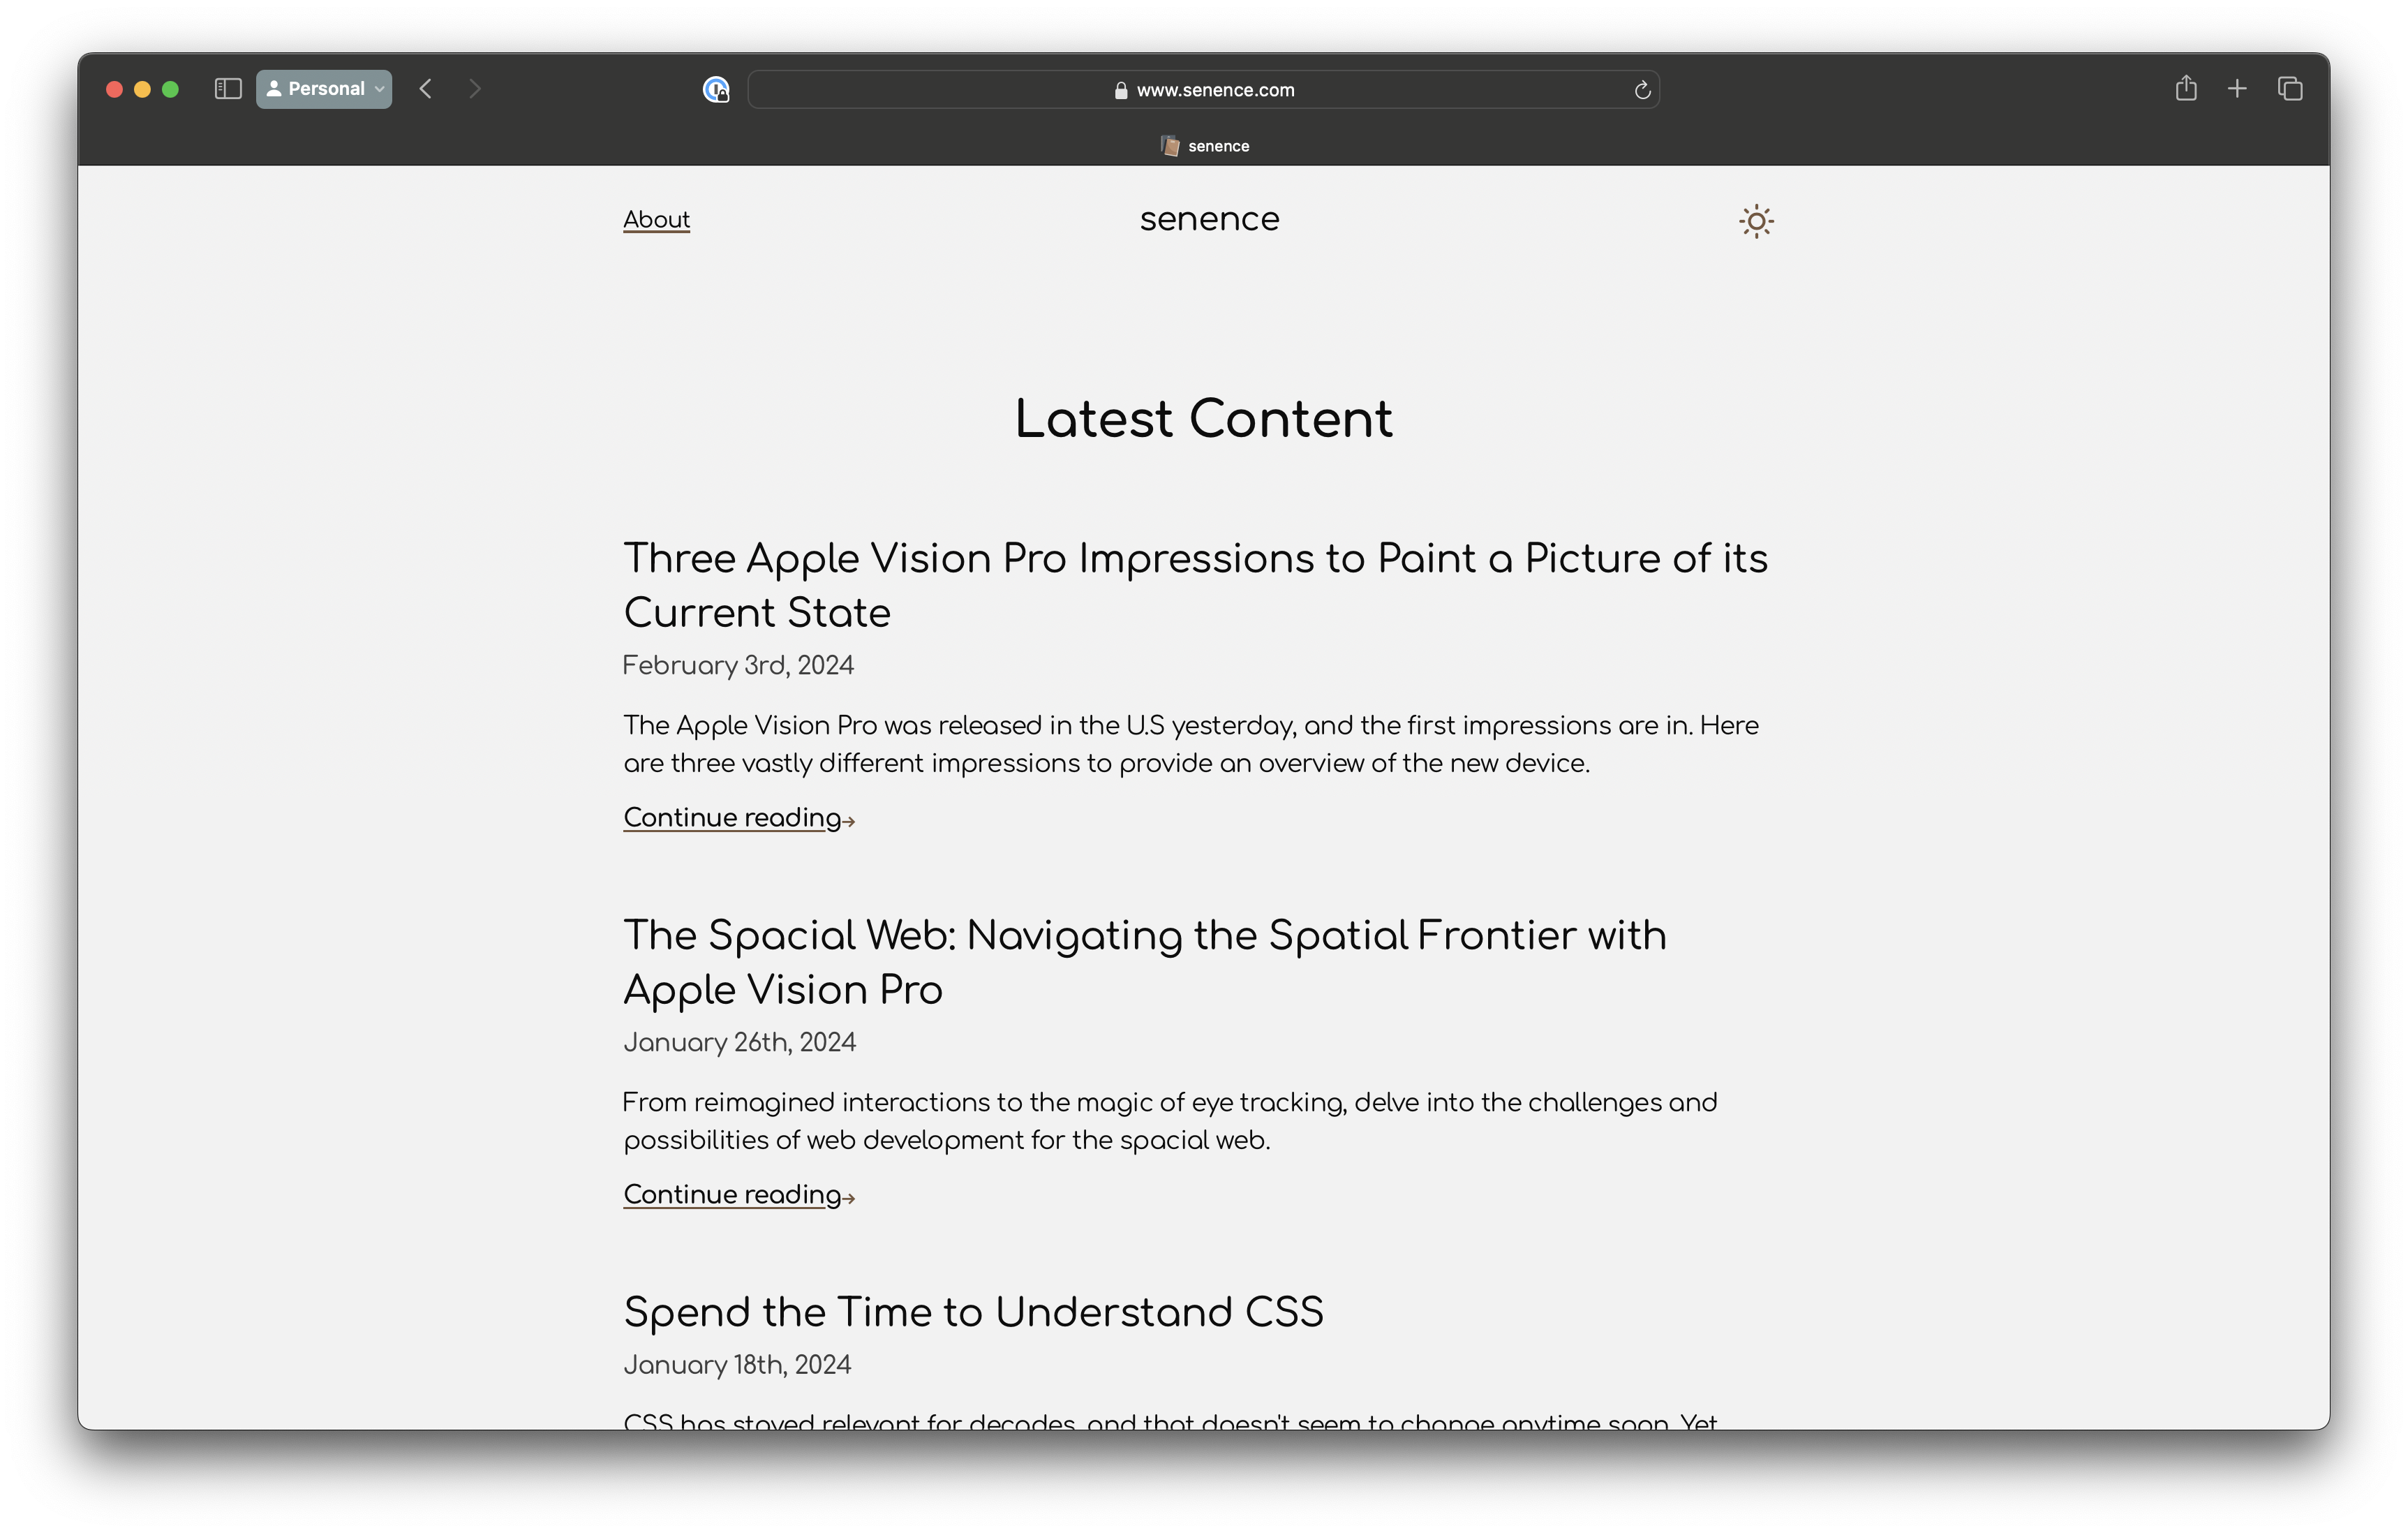 Personal
www.senence.com
senence
About
senence
Latest Content
Three Apple Vision Pro Impressions to Paint a Picture of its
Current State
February 3rd, 2024
The Apple Vision Pro was released in the U.S yesterday, and the first impressions are in. Here
are three vastly different impressions to provide an overview of the new device.
Continue reading→
The Spacial Web: Navigating the Spatial Frontier with
Apple Vision Pro
January 26th, 2024
From reimagined interactions to the magic of eye tracking, delve into the challenges and
possibilities of web development for the spacial web.
Continue reading→
Spend the Time to Understand CSS
January 18th, 2024
CSS has stayed relevant for decades, and that doesn't seem to change anytime soon. Yet